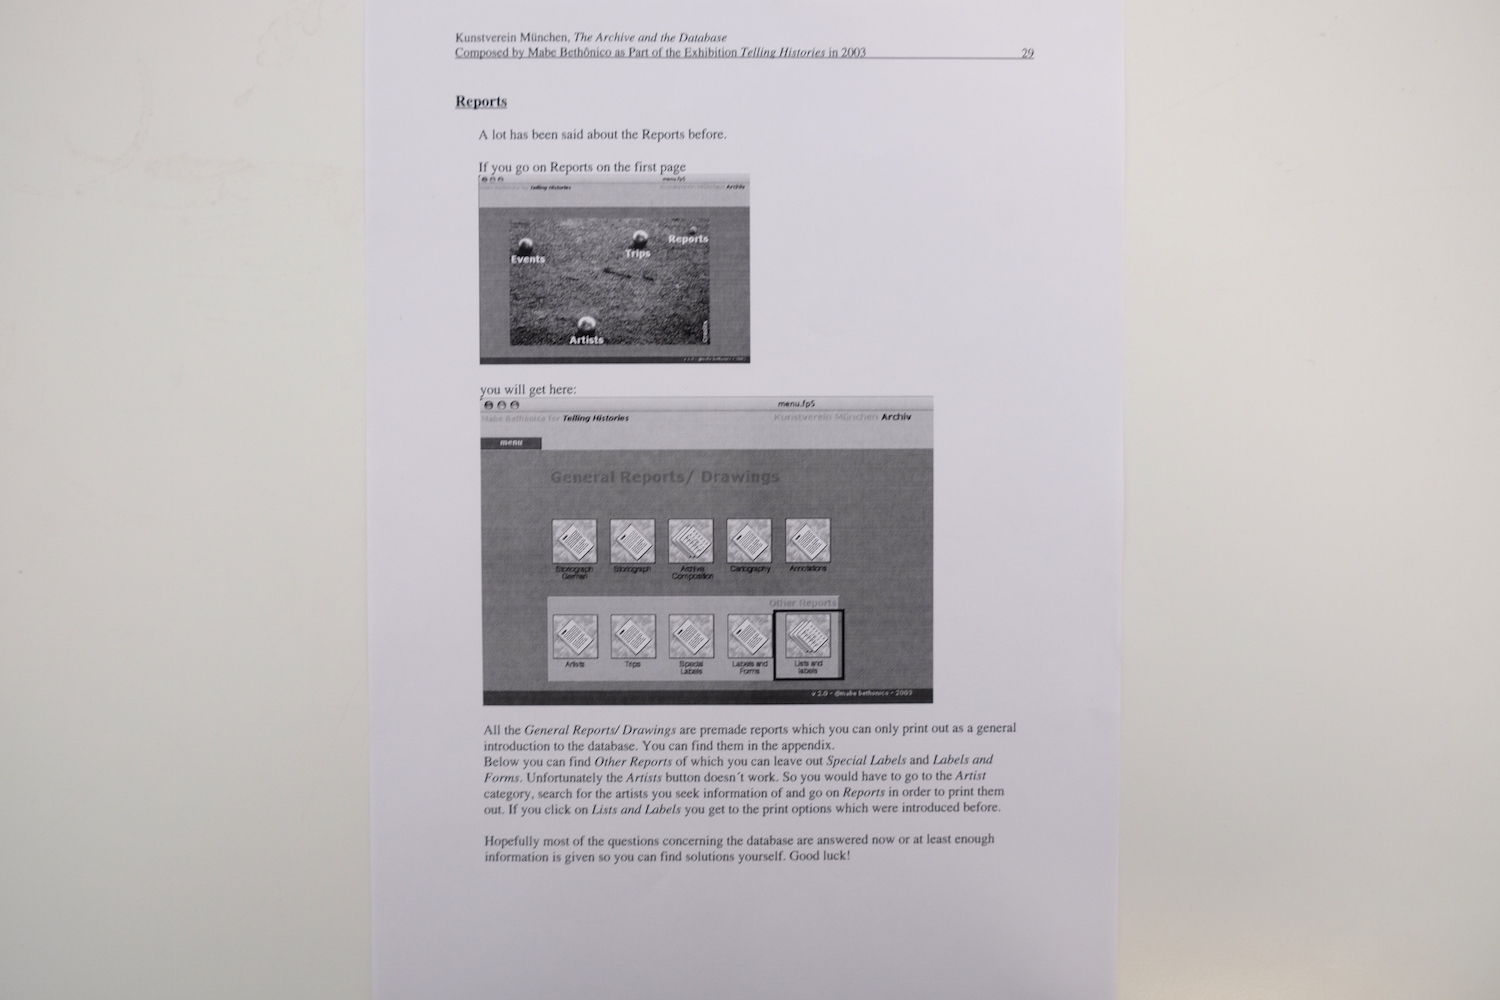 Kunstverein München, The Archive and the Database
Composed by Mabe Bethônico as Part of the Exhibition Telling Histories in 2003 29
Reports
A lot has been said about the Reports before.
If you go on Reports on the first page
menu.fp5
Telling Histories Archiv
Reports
Trips
Events
Artists
you will get here:
menu.fp5
Mabe Bethônico for Telling Histories Kunstverein München Archiv
menu
General Reports/ Drawings
Storiograph Storiograph Archive Cartography Annotations
German Composition
Other Reports
Artists Trips Special Labels and Lists and
Labels Forms labels
v 2.0 - @mabe bethonico - 2003
All the General Reports/ Drawings are premade reports which you can only print out as a general
introduction to the database. You can find them in the appendix.
Below you can find Other Reports of which you can leave out Special Labels and Labels and
Forms. Unfortunately the Artists button doesn´t work. So you would have to go to the Artist
category, search for the artists you seek information of and go on Reports in order to print them
out. If you click on Lists and Labels you get to the print options which were introduced before.
Hopefully most of the questions concerning the database are answered now or at least enough
information is given so you can find solutions yourself. Good luck!